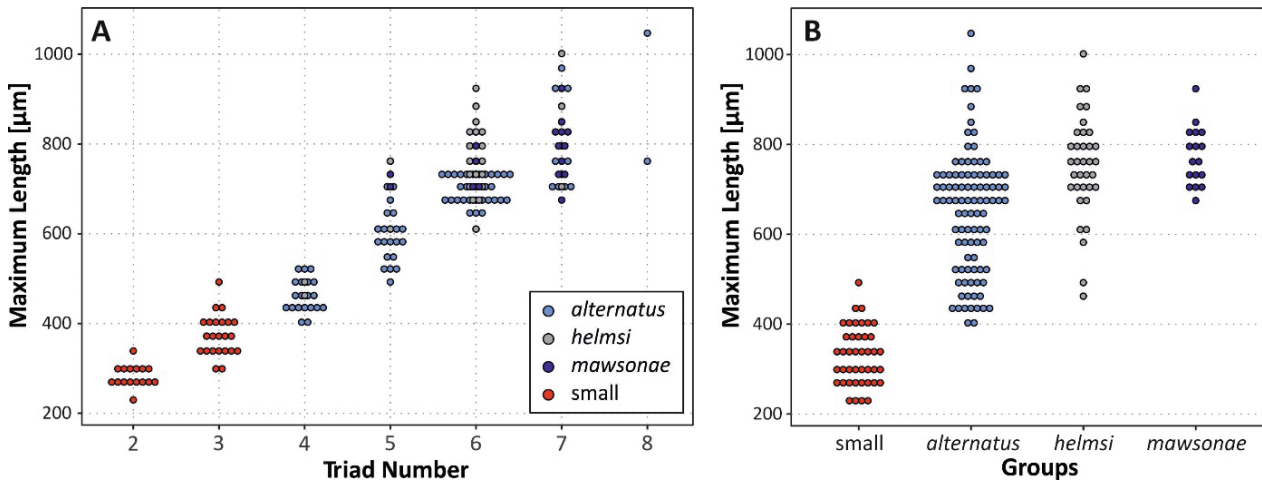 A
Maximum Length [µm]
1000
800
600
400
200
2 3 4 5 6 7 8
Triad Number
alternatus
helmsi
mawsonae
small
B
Maximum Length [µm]
1000
800
600
400
200
small alternatus helmsi mawsonae
Groups